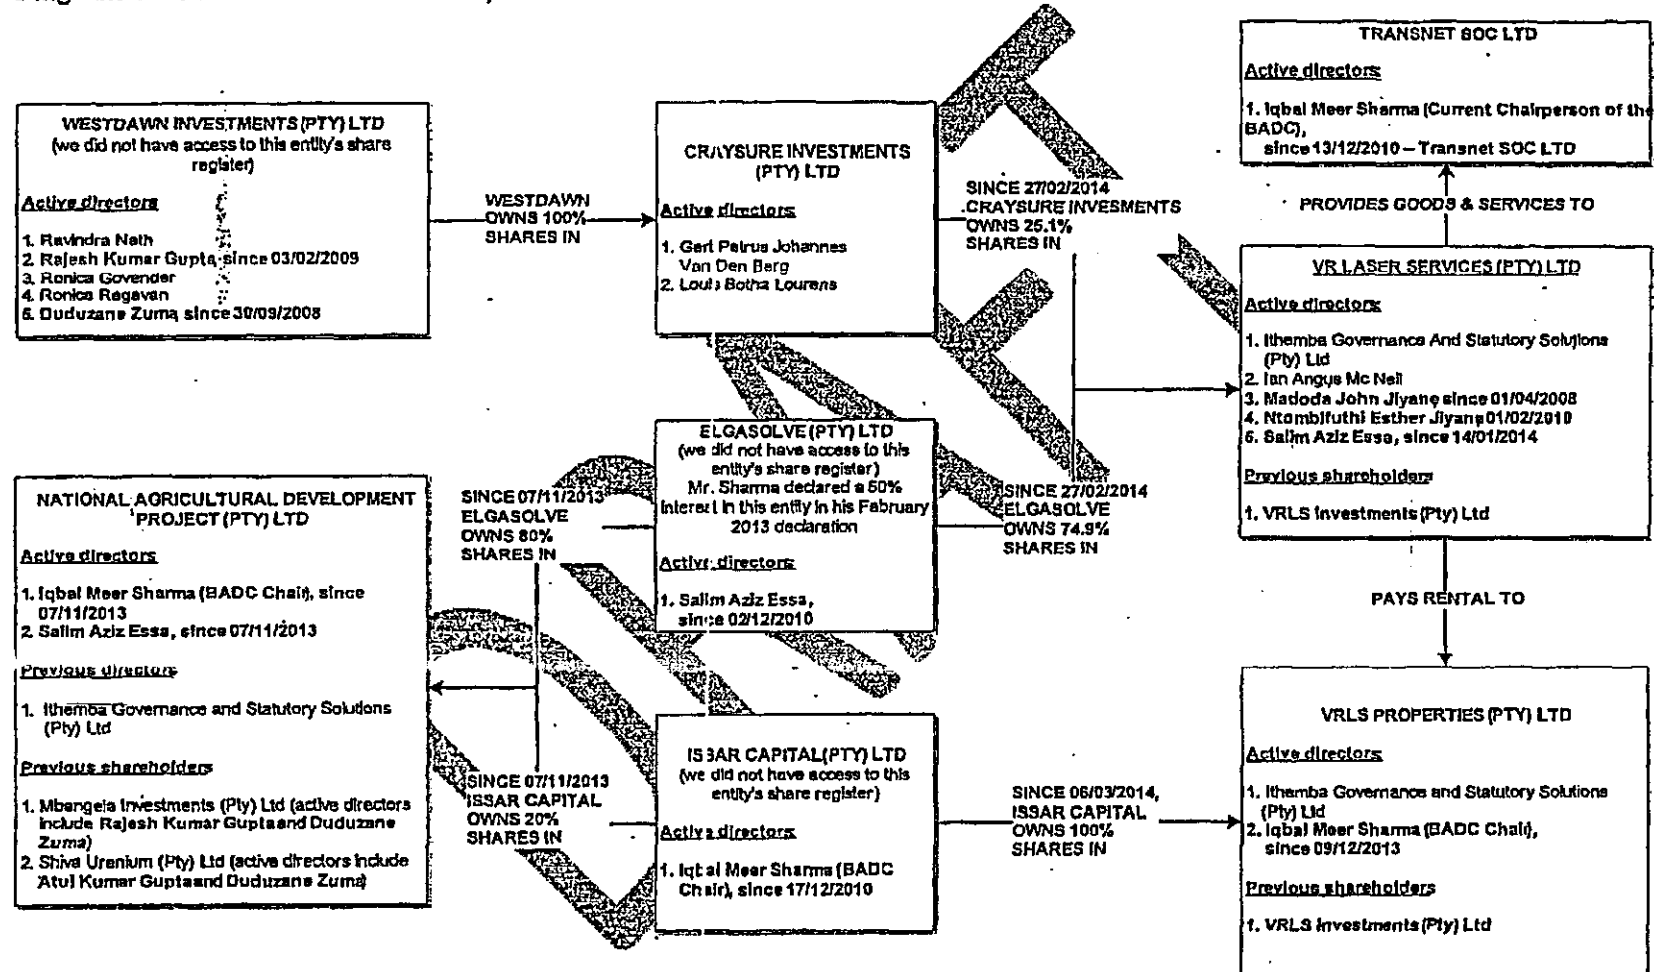 WESTDAWN INVESTMENTS (PTY) LTD
(we did not have access to this entity's share
register)
Active directors
1. Ravindra Nath
2. Rajesh Kumar Gupta since 03/02/2009
3. Ronica Govender
4. Ronica Ragavan
5. Duduzane Zuma since 30/09/2008
WESTDAWN
OWNS 100%
SHARES IN
CRAYSURE INVESTMENTS
(PTY) LTD
Active directors
1. Gert Petrus Johannes
Van Den Berg
2. Louis Botha Lourens
SINCE 27/02/2014
CRAYSURE INVESMENTS
OWNS 25.1%
SHARES IN
TRANSNET SOC LTD
Active directors
1. Iqbal Meer Sharma (Current Chairperson of the
BADC),
since 13/12/2010 – Transnet SOC LTD
PROVIDES GOODS & SERVICES TO
VR LASER SERVICES (PTY) LTD
Active directors
1. Ithemba Governance And Statutory Solutions
(Pty) Ltd
2. Ian Angus Mc Neil
3. Madoda John Jiyane since 01/04/2008
4. Ntombifuthi Esther Jiyane 01/02/2010
5. Salim Aziz Essa, since 14/01/2014
Previous shareholders
1. VRLS Investments (Pty) Ltd
NATIONAL AGRICULTURAL DEVELOPMENT
PROJECT (PTY) LTD
Active directors
1. Iqbal Meer Sharma (BADC Chair), since
07/11/2013
2. Salim Aziz Essa, since 07/11/2013
Previous directors
1. Ithemba Governance and Statutory Solutions
(Pty) Ltd
Previous shareholders
1. Mbangela Investments (Pty) Ltd (active directors
include Rajesh Kumar Gupta and Duduzane
Zuma)
2. Shiva Uranium (Pty) Ltd (active directors include
Atul Kumar Gupta and Duduzane Zuma)
SINCE 07/11/2013
ELGASOLVE
OWNS 80%
SHARES IN
ELGASOLVE (PTY) LTD
(we did not have access to this
entity's share register)
Mr. Sharma declared a 50%
interest in this entity in his February
2013 declaration
Active directors
1. Salim Aziz Essa,
since 02/12/2010
SINCE 27/02/2014
ELGASOLVE
OWNS 74.9%
SHARES IN
PAYS RENTAL TO
SINCE 07/11/2013
ISSAR CAPITAL
OWNS 20%
SHARES IN
ISSAR CAPITAL (PTY) LTD
(we did not have access to this
entity's share register)
Active directors
1. Iqbal Meer Sharma (BADC
Chair), since 17/12/2010
SINCE 06/03/2014,
ISSAR CAPITAL
OWNS 100%
SHARES IN
VRLS PROPERTIES (PTY) LTD
Active directors
1. Ithemba Governance and Statutory Solutions
(Pty) Ltd
2. Iqbal Meer Sharma (BADC Chair),
since 09/12/2013
Previous shareholders
1. VRLS Investments (Pty) Ltd
DRAFT